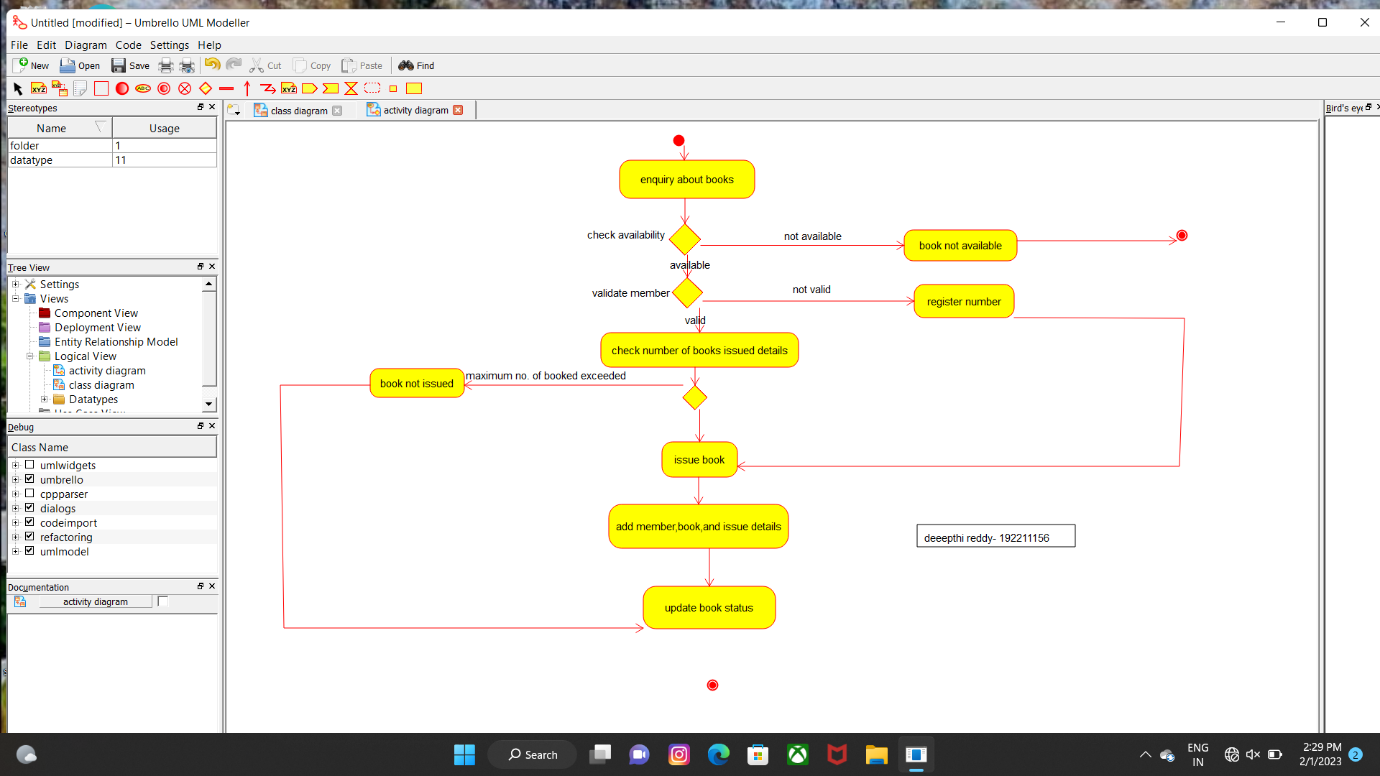 Untitled [modified] – Umbrello UML Modeller
File Edit Diagram Code Settings Help
New Open Save Cut Copy Paste Find
Stereotypes
Name Usage
folder 1
datatype 11
Tree View
Settings
Views
Component View
Deployment View
Entity Relationship Model
Logical View
activity diagram
class diagram
Datatypes
Debug
Class Name
umlwidgets
umbrello
cppparser
dialogs
codeimport
refactoring
umlmodel
Documentation
activity diagram
class diagram activity diagram
enquiry about books
check availability
not available
book not available
available
validate member
not valid
register number
valid
check number of books issued details
book not issued
maximum no. of booked exceeded
issue book
add member,book,and issue details
deeepthi reddy- 192211156
update book status
Bird's eye
Search
ENG
IN
2:29 PM
2/1/2023
2